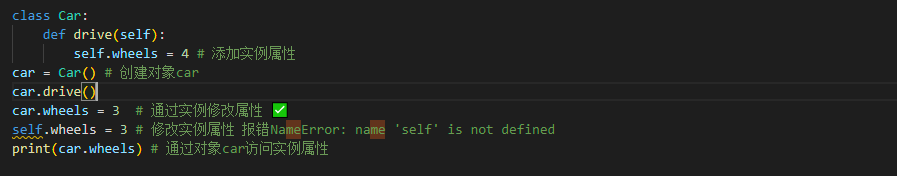 class Car:
    def drive(self):
        self.wheels = 4 # 添加实例属性
car = Car() # 创建对象car
car.drive()
car.wheels = 3  # 通过实例修改属性 ✅
self.wheels = 3 # 修改实例属性 报错NameError: name 'self' is not defined
print(car.wheels) # 通过对象car访问实例属性